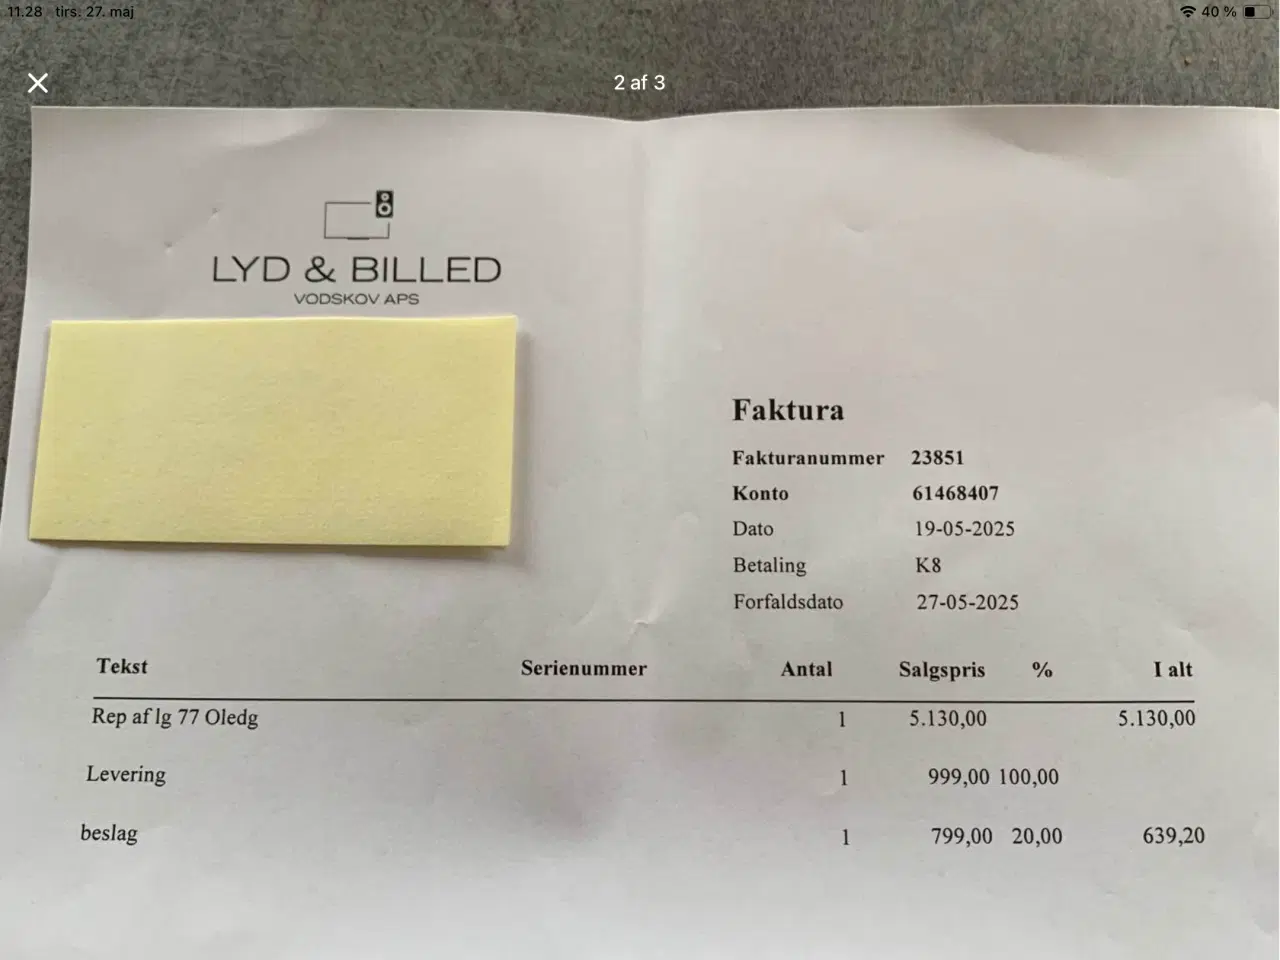 11.28 tirs. 27. maj
40 %
2 af 3
LYD & BILLED
VODSKOV APS
Faktura
Fakturanummer 23851
Konto 61468407
Dato 19-05-2025
Betaling K8
Forfaldsdato 27-05-2025
Tekst Serienummer Antal Salgspris % I alt
Rep af lg 77 Oledg 1 5.130,00 5.130,00
Levering 1 999,00 100,00
beslag 1 799,00 20,00 639,20